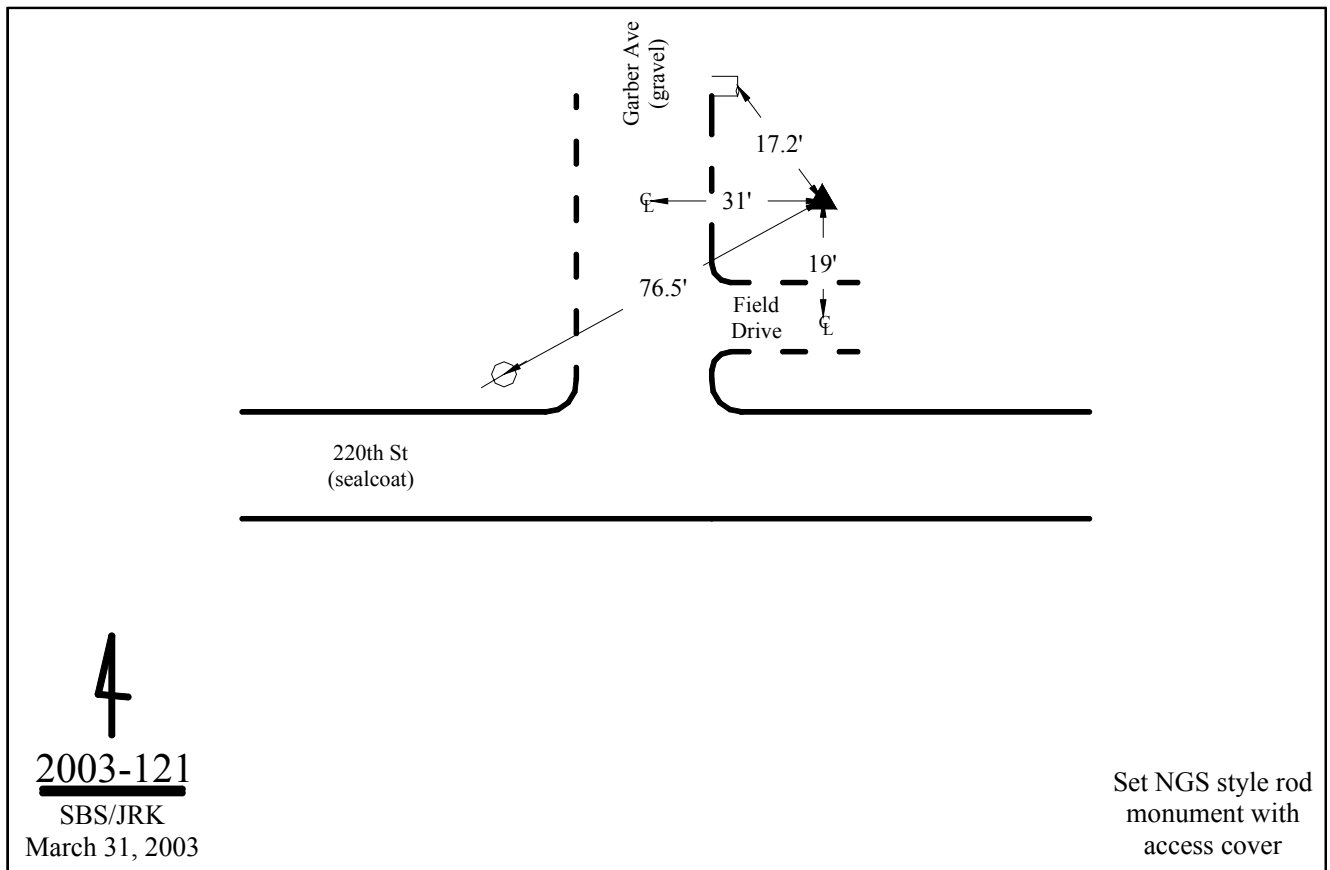 Garber Ave
(gravel)
17.2'
℄
31'
76.5'
19'
Field
Drive
℄
220th St
(sealcoat)
2003-121
SBS/JRK
March 31, 2003
Set NGS style rod
monument with
access cover